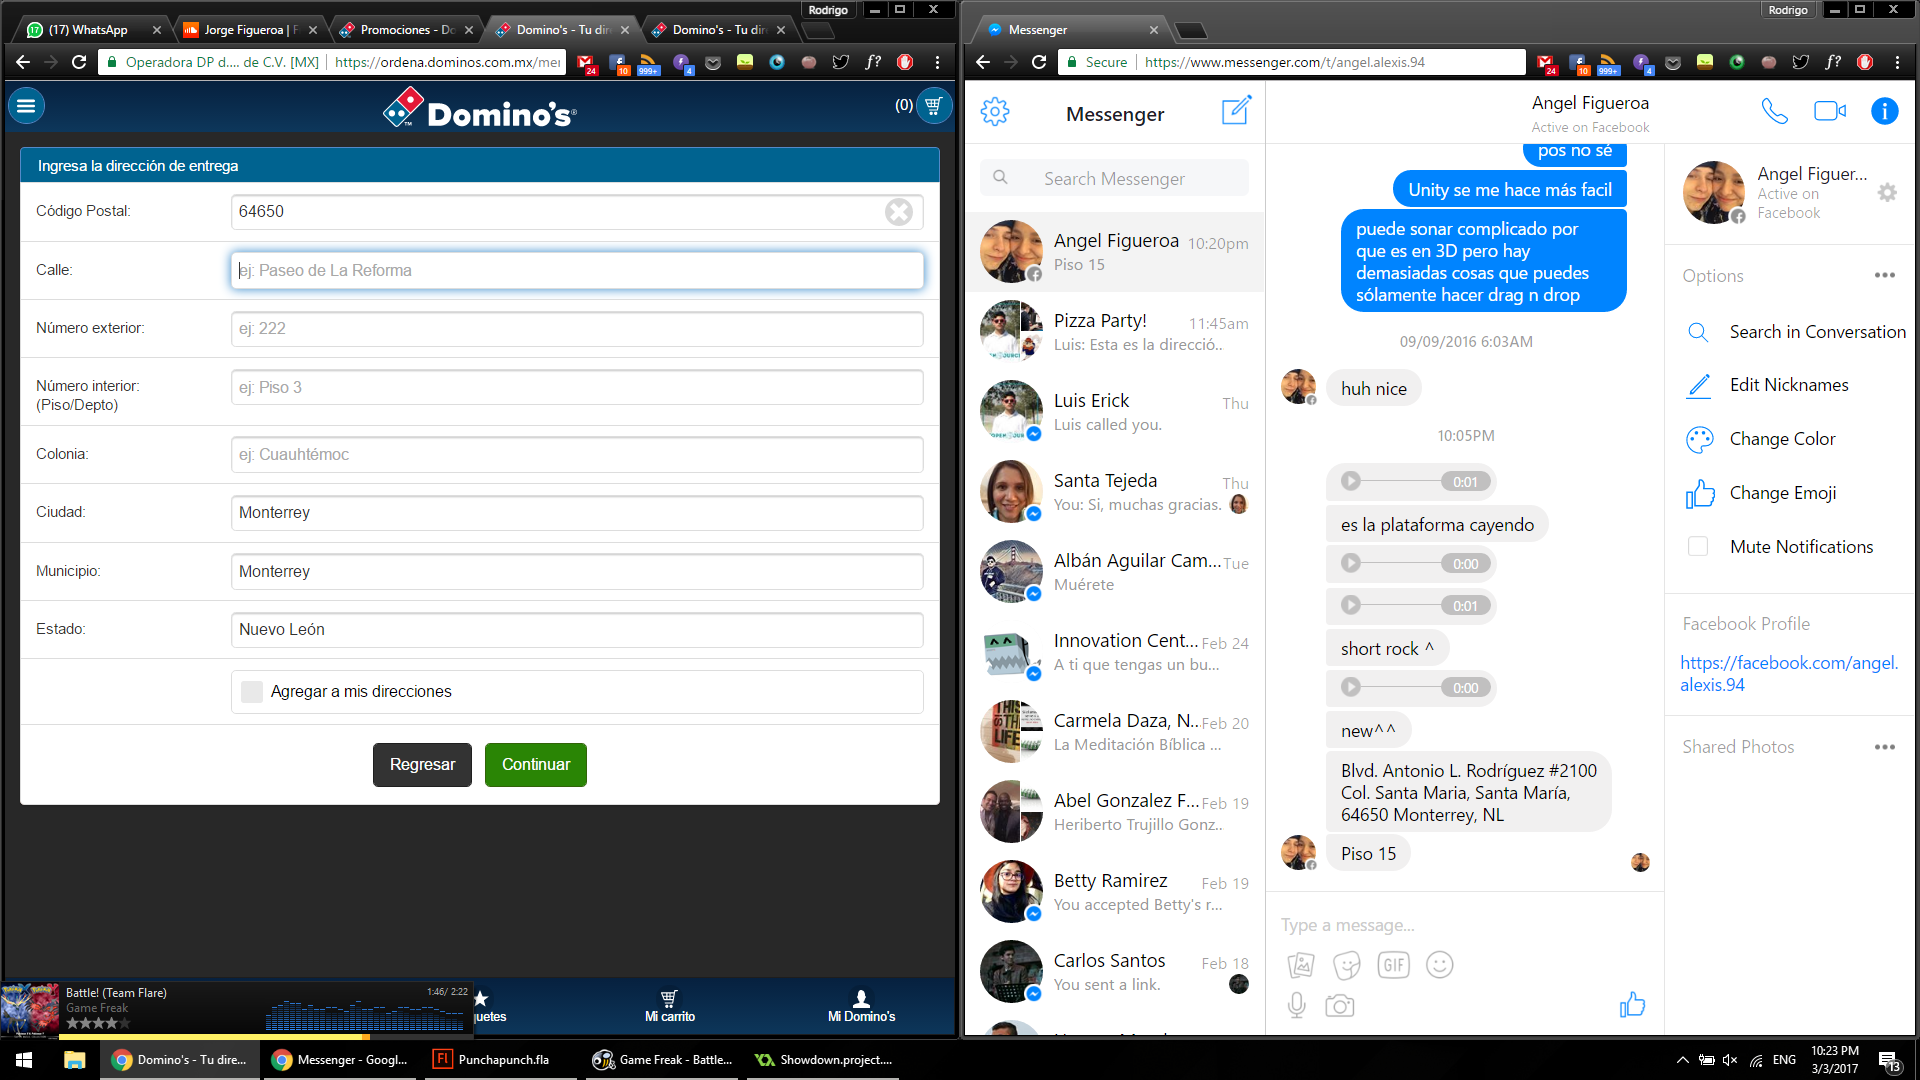 Rodrigo
(17) WhatsApp
Jorge Figueroa | F
Promociones - Do
Domino's - Tu dire
Domino's - Tu dire
Operadora DP d.... de C.V. [MX]
https://ordena.dominos.com.mx/me
24
10
999+
4
f?
Domino's
(0)
Ingresa la dirección de entrega
Código Postal:
64650
Calle:
ej: Paseo de La Reforma
Número exterior:
ej: 222
Número interior:
(Piso/Depto)
ej: Piso 3
Colonia:
ej: Cuauhtémoc
Ciudad:
Monterrey
Municipio:
Monterrey
Estado:
Nuevo León
Agregar a mis direcciones
Regresar
Continuar
Battle! (Team Flare)
1:46/ 2:22
Game Freak
uetes
Mi carrito
Mi Domino's
Rodrigo
Messenger
Secure
https://www.messenger.com/t/angel.alexis.94
24
10
999+
4
f?
Messenger
Search Messenger
Angel Figueroa
10:20pm
Piso 15
Pizza Party!
11:45am
Luis: Esta es la direcció..
Luis Erick
Thu
Luis called you.
Santa Tejeda
Thu
You: Si, muchas gracias.
Albán Aguilar Cam...
Tue
Muérete
Innovation Cent...
Feb 24
A ti que tengas un bu...
Carmela Daza, N..
Feb 20
La Meditación Bíblica ...
Abel Gonzalez F...
Feb 19
Heriberto Trujillo Gonz..
Betty Ramirez
Feb 19
You accepted Betty's r...
Carlos Santos
Feb 18
You sent a link.
Angel Figueroa
Active on Facebook
pos no sé
Unity se me hace más facil
puede sonar complicado por
que es en 3D pero hay
demasiadas cosas que puedes
sólamente hacer drag n drop
09/09/2016 6:03AM
huh nice
10:05PM
0:01
es la plataforma cayendo
0:00
0:01
short rock ^
0:00
new^^
Blvd. Antonio L. Rodríguez #2100
Col. Santa Maria, Santa María,
64650 Monterrey, NL
Piso 15
Type a message...
GIF
Angel Figuer...
Active on
Facebook
Options
Search in Conversation
Edit Nicknames
Change Color
Change Emoji
Mute Notifications
Facebook Profile
https://facebook.com/angel.
alexis.94
Shared Photos
Domino's - Tu dire...
Messenger - Googl...
Fl
Punchapunch.fla
Game Freak - Battle...
Showdown.project....
ENG
10:23 PM
3/3/2017
13